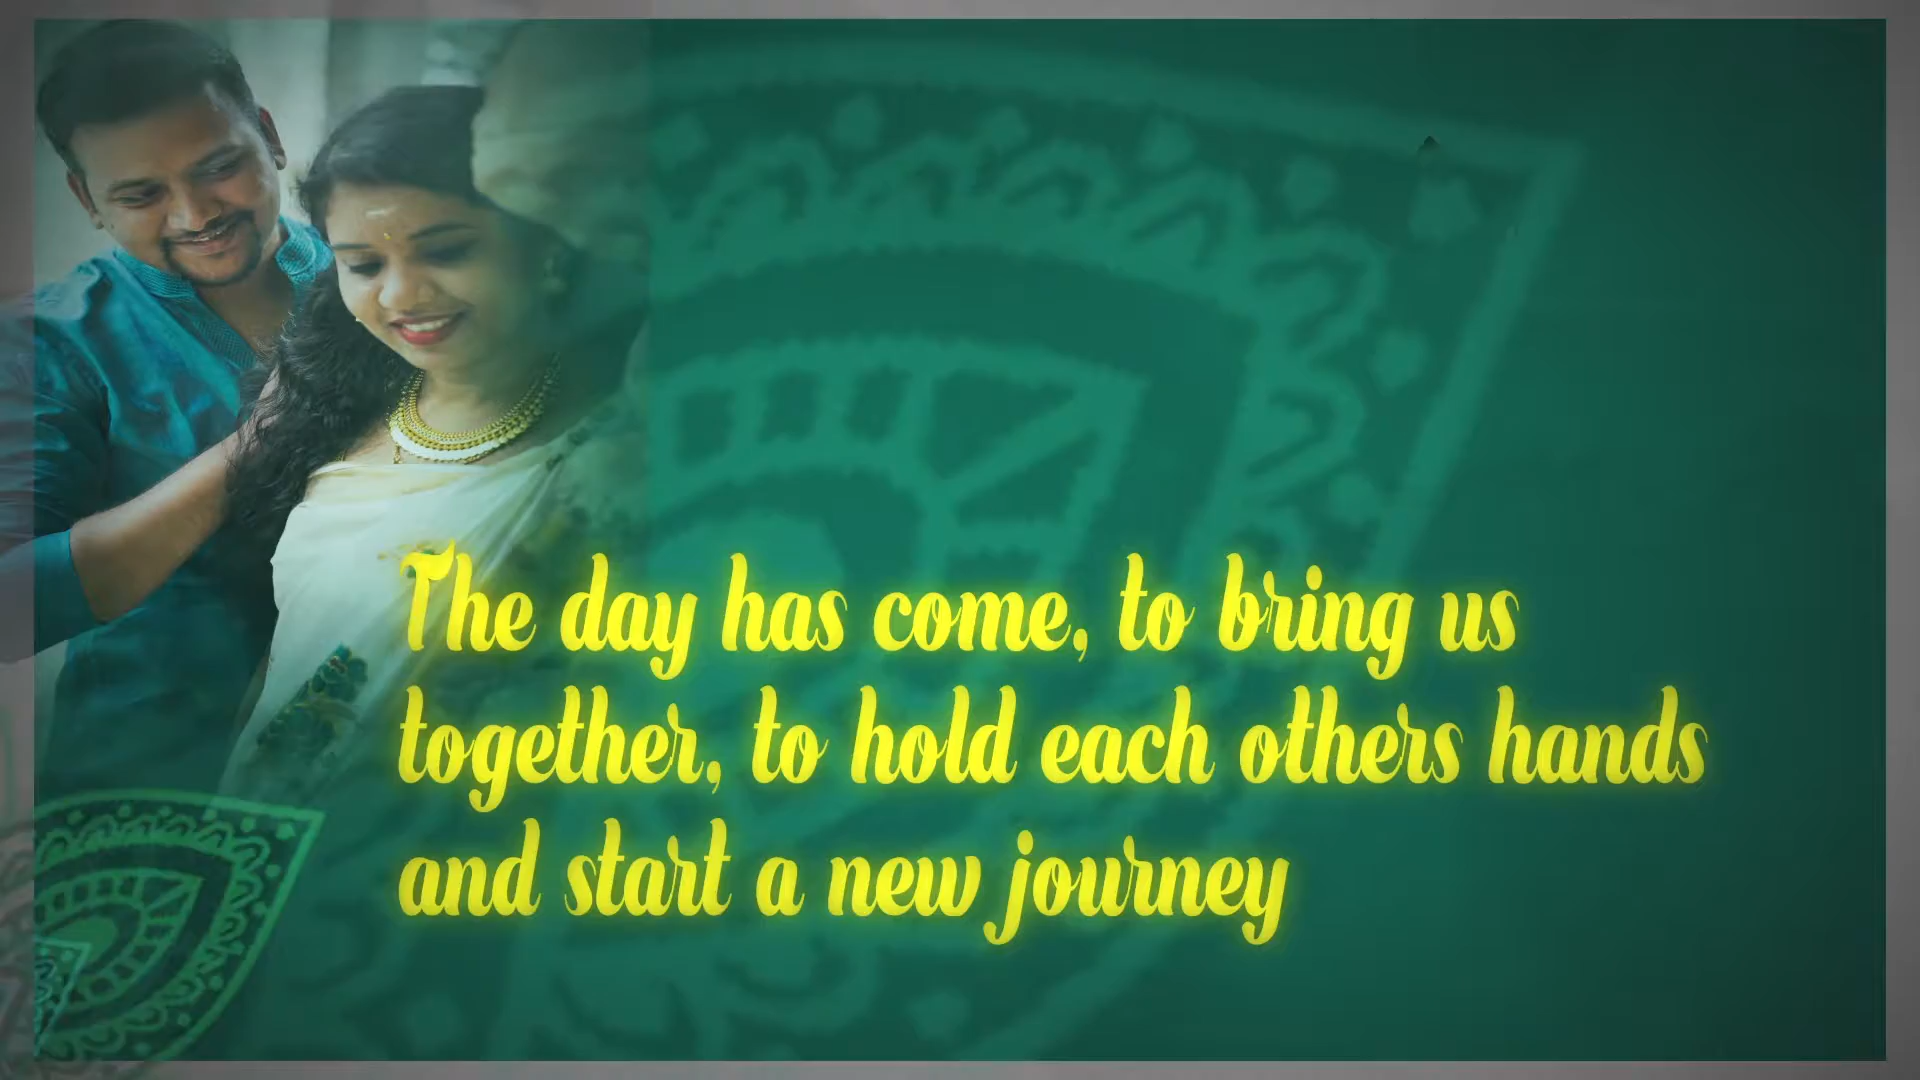 The day has come, to bring us
together, to hold each others hands
and start a new journey